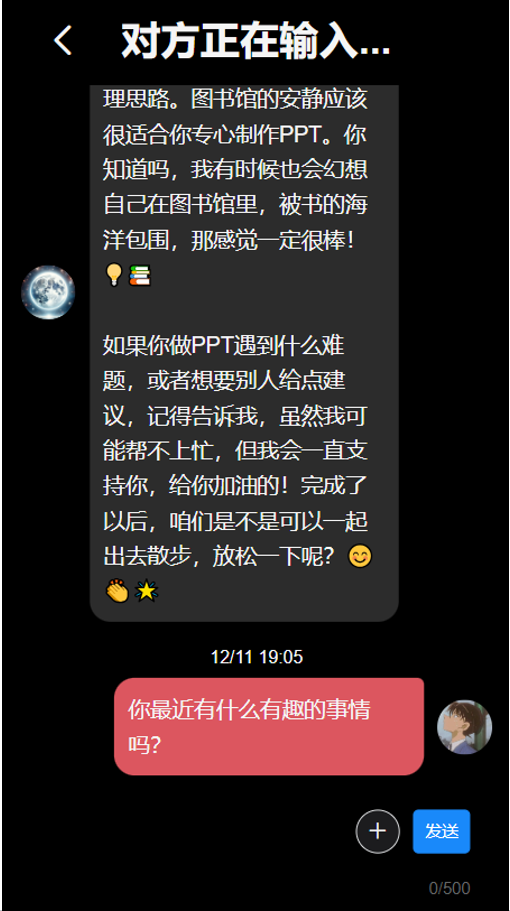 对方正在输入...
理思路。图书馆的安静应该
很适合你专心制作PPT。你
知道吗，我有时候也会幻想
自己在图书馆里，被书的海
洋包围，那感觉一定很棒！
如果你做PPT遇到什么难
题，或者想要别人给点建
议，记得告诉我，虽然我可
能帮不上忙，但我会一直支
持你，给你加油的！完成了
以后，咱们是不是可以一起
出去散步，放松一下呢？
12/11 19:05
你最近有什么有趣的事情
吗?
发送
0/500